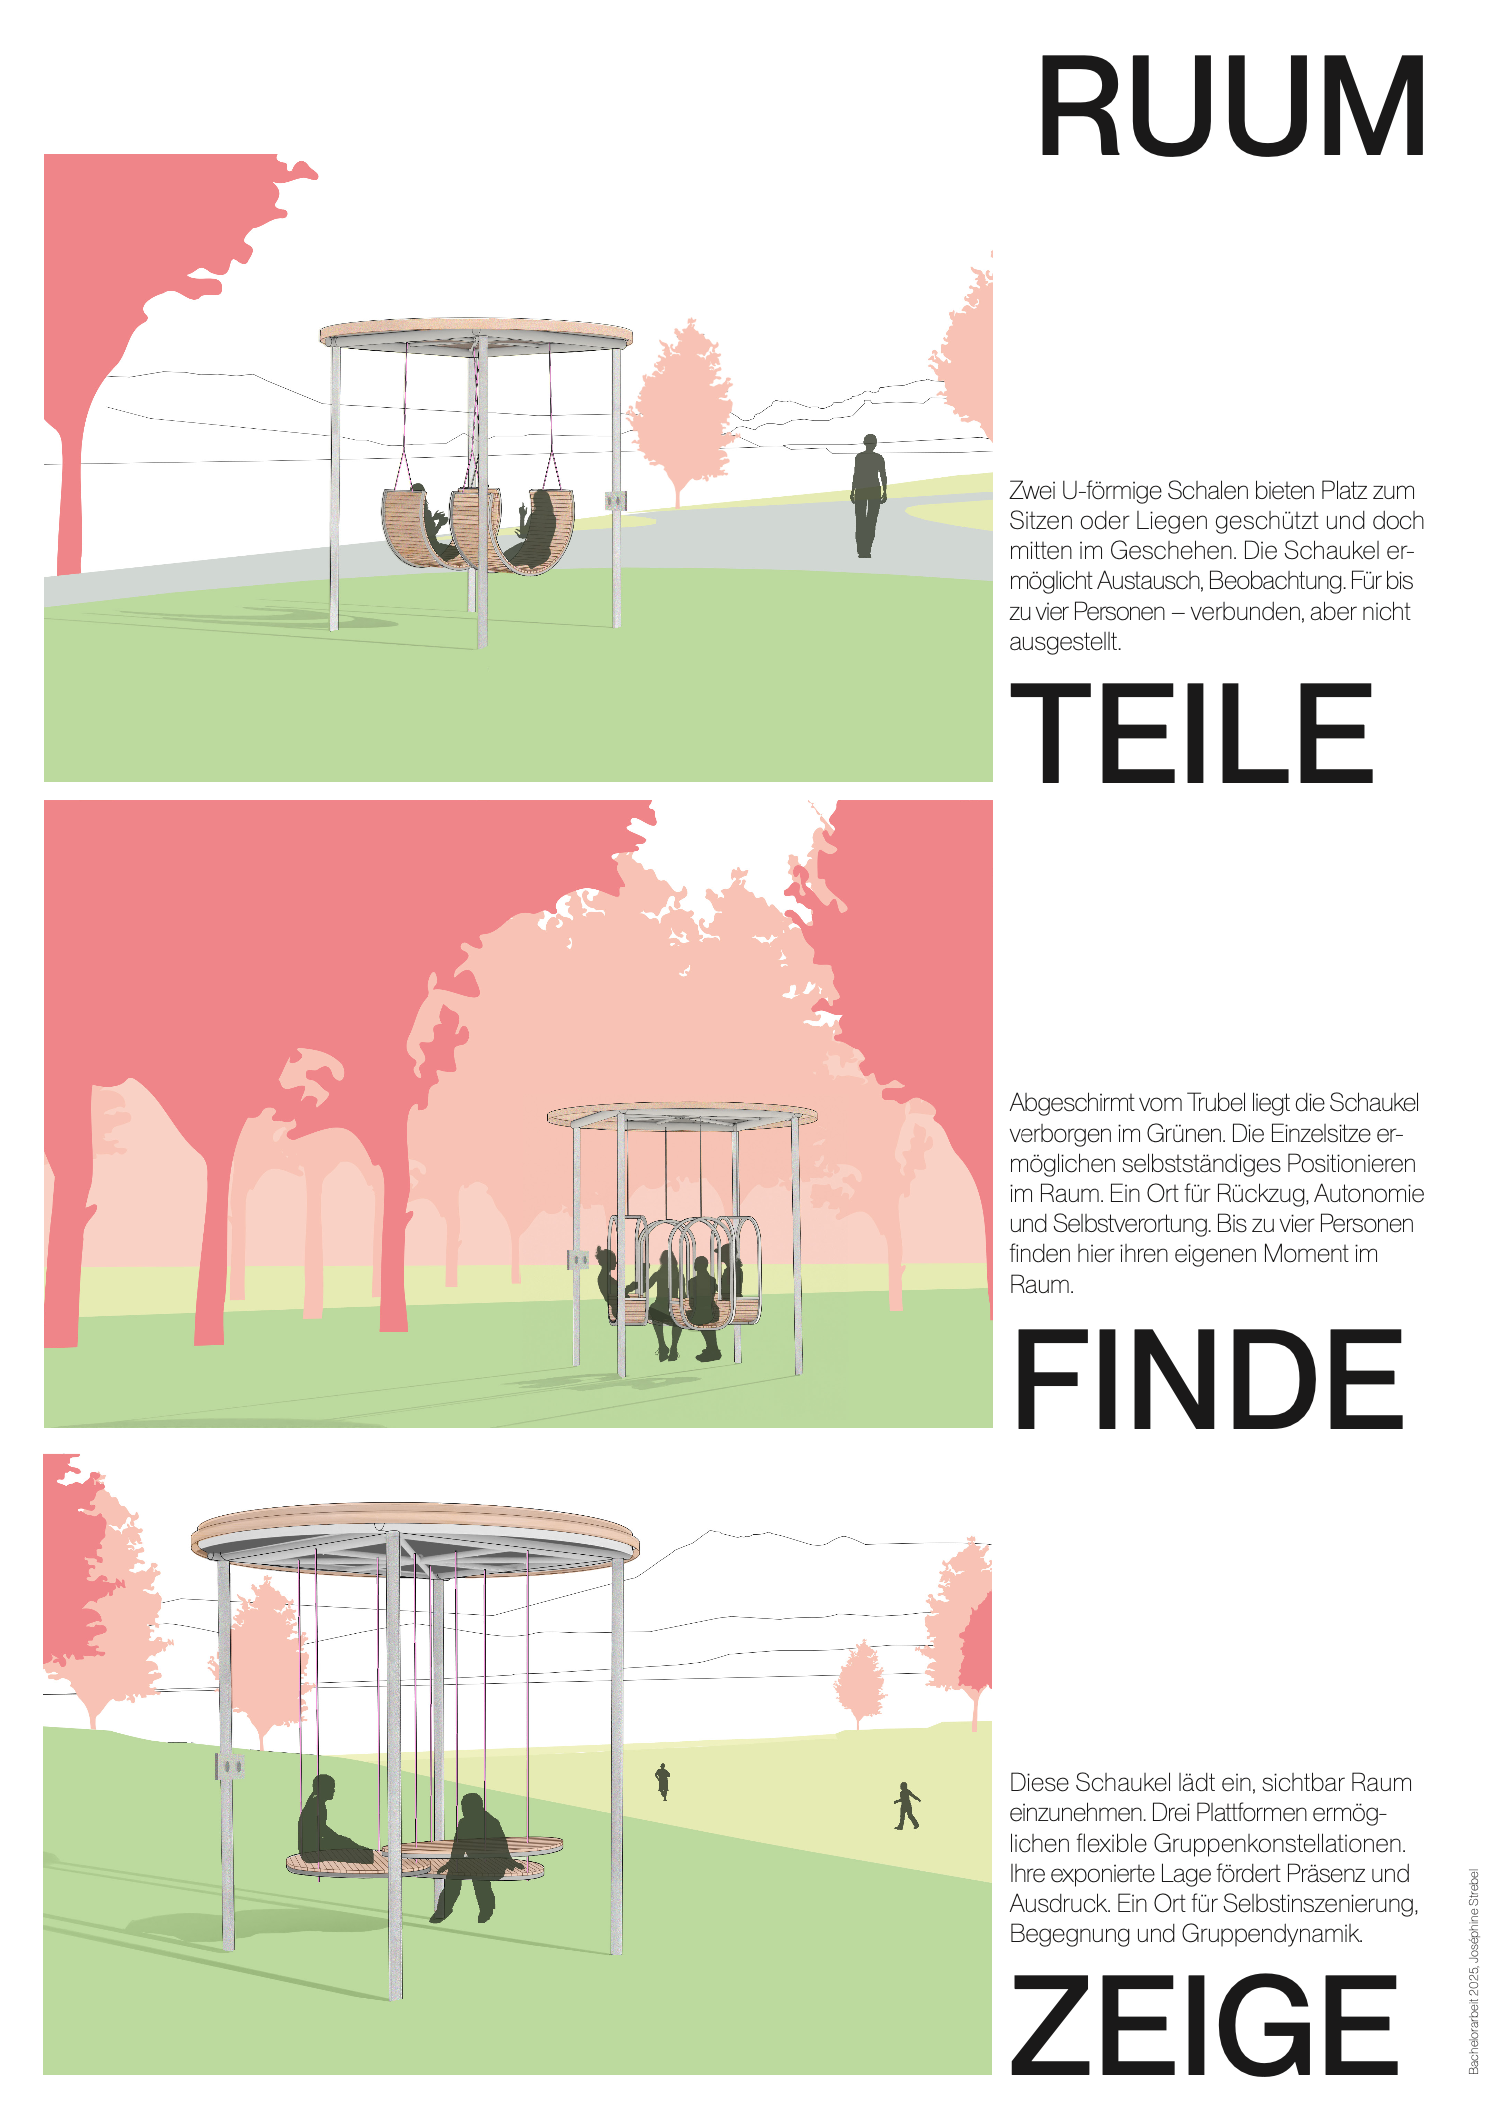 RUUM
Zwei U-förmige Schalen bieten Platz zum
Sitzen oder Liegen geschützt und doch
mitten im Geschehen. Die Schaukel er-
möglicht Austausch, Beobachtung. Für bis
zu vier Personen – verbunden, aber nicht
ausgestellt.
TEILE
Abgeschirmt vom Trubel liegt die Schaukel
verborgen im Grünen. Die Einzelsitze er-
möglichen selbstständiges Positionieren
im Raum. Ein Ort für Rückzug, Autonomie
und Selbstverortung. Bis zu vier Personen
finden hier ihren eigenen Moment im
Raum.
FINDE
Diese Schaukel lädt ein, sichtbar Raum
einzunehmen. Drei Plattformen ermög-
lichen flexible Gruppenkonstellationen.
Ihre exponierte Lage fördert Präsenz und
Ausdruck. Ein Ort für Selbstinszenierung,
Begegnung und Gruppendynamik.
ZEIGE
Bachelorarbeit 2025, Joséphine Strebel